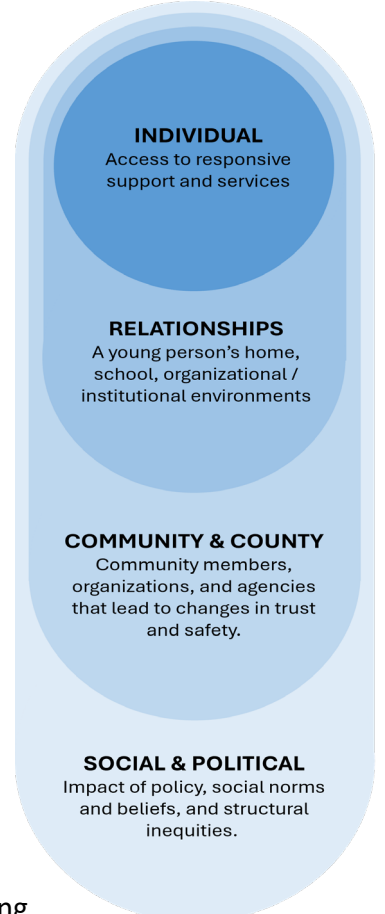 INDIVIDUAL
Access to responsive
support and services
RELATIONSHIPS
A young person’s home,
school, organizational /
institutional environments
COMMUNITY & COUNTY
Community members,
organizations, and agencies
that lead to changes in trust
and safety.
SOCIAL & POLITICAL
Impact of policy, social norms
and beliefs, and structural
inequities.